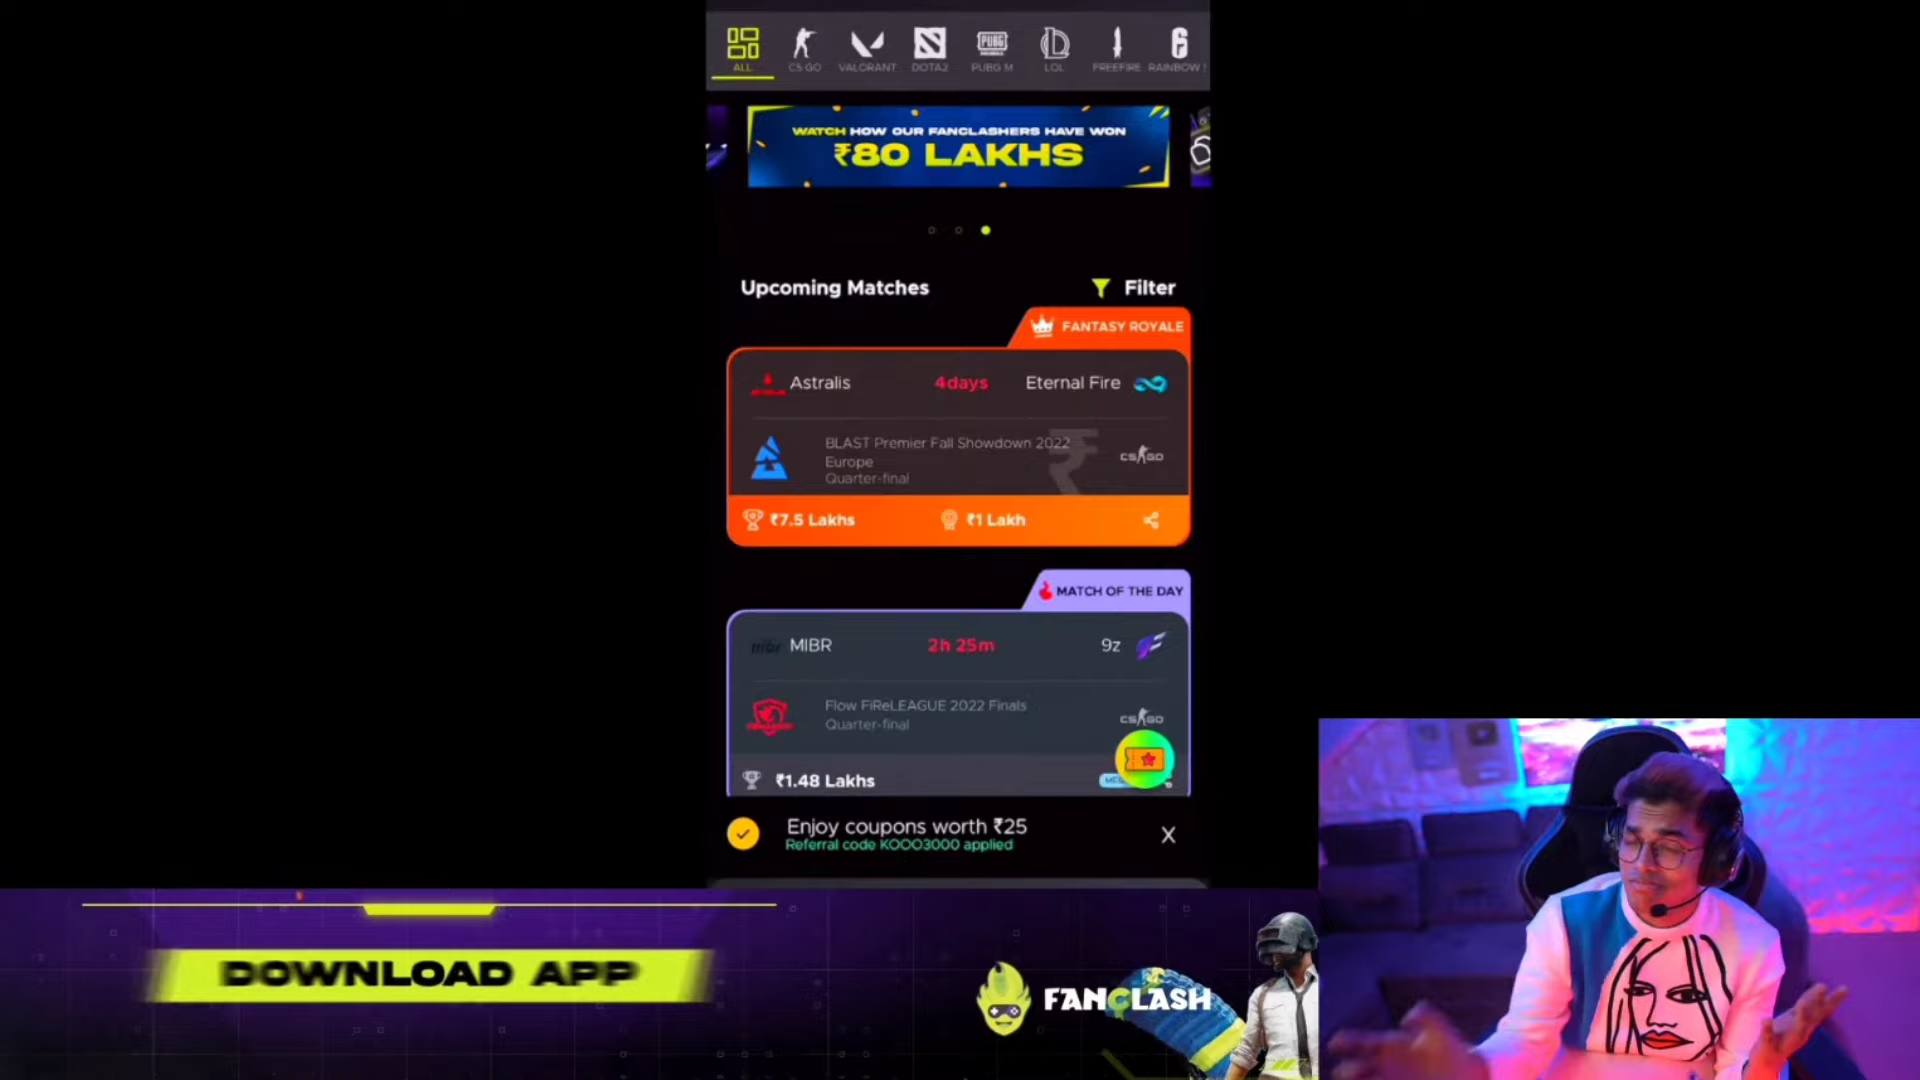 ALL
CS GO
VALORANT
DOTA2
PUBG
PUBG M
LOL
FREEFIRE
RAINBOW
WATCH HOW OUR FANCLASHERS HAVE WON
₹80 LAKHS
Upcoming Matches
Filter
FANTASY ROYALE
Astralis
4days
Eternal Fire
BLAST Premier Fall Showdown 2022
Europe
Quarter-final
CS GO
₹7.5 Lakhs
₹1 Lakh
MATCH OF THE DAY
mibr
MIBR
2h 25m
9z
Flow FiReLEAGUE 2022 Finals
Quarter-final
CS GO
₹1.48 Lakhs
Enjoy coupons worth ₹25
X
Referral code KOOO3000 applied
DOWNLOAD APP
FANCLASH